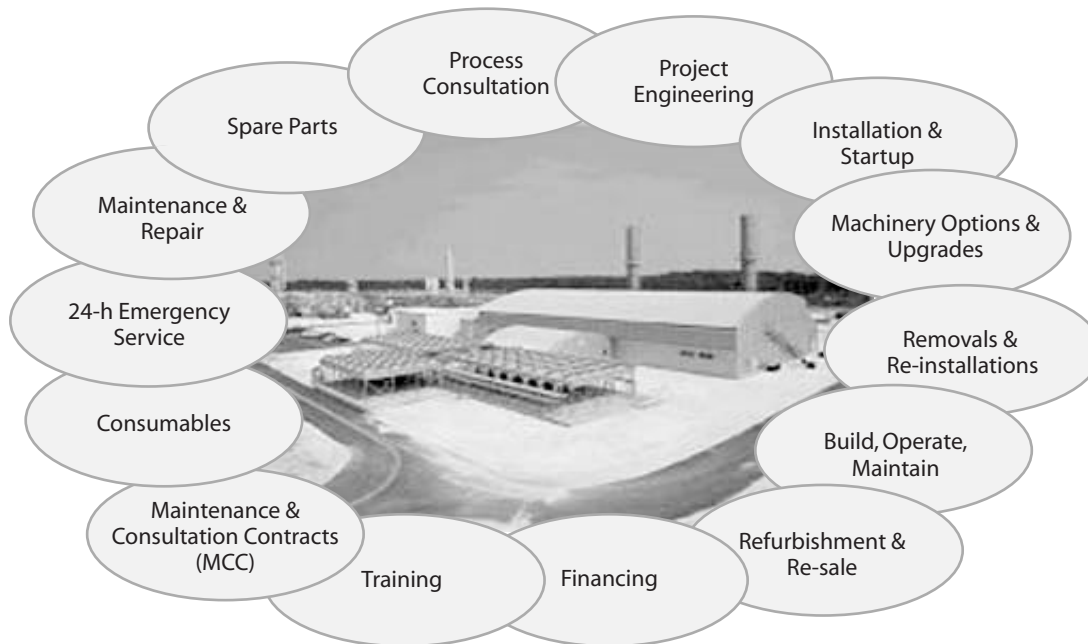 Process
Consultation
Project
Engineering
Installation &
Startup
Machinery Options &
Upgrades
Removals &
Re-installations
Build, Operate,
Maintain
Refurbishment &
Re-sale
Financing
Training
Maintenance &
Consultation Contracts
(MCC)
Consumables
24-h Emergency
Service
Maintenance &
Repair
Spare Parts